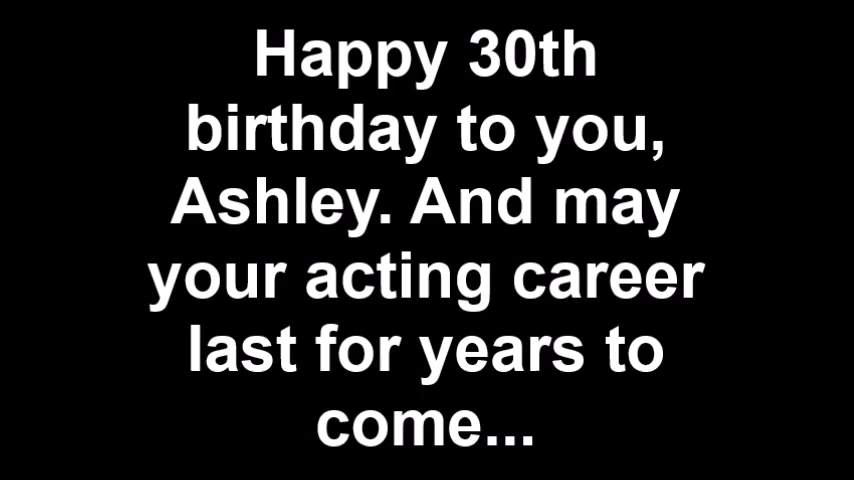 Happy 30th
birthday to you,
Ashley. And may
your acting career
last for years to
come...